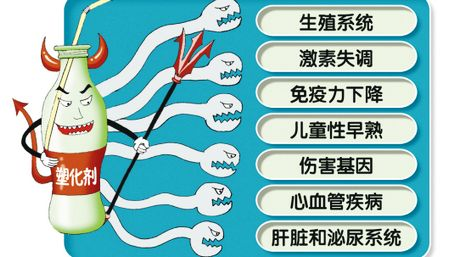 塑化剂
生殖系统
激素失调
免疫力下降
儿童性早熟
伤害基因
心血管疾病
肝脏和泌尿系统